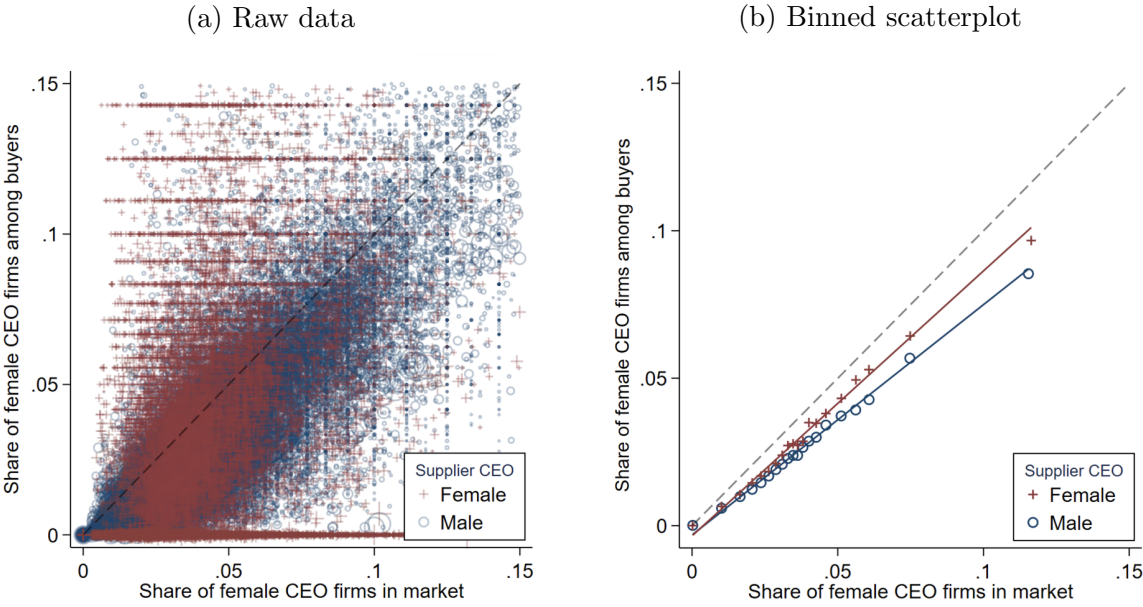 (a) Raw data
Share of female CEO firms among buyers
.15
.1
.05
0
0
.05
.1
.15
Share of female CEO firms in market
Supplier CEO
Female
Male
(b) Binned scatterplot
Share of female CEO firms among buyers
.15
.1
.05
0
0
.05
.1
.15
Share of female CEO firms in market
Supplier CEO
Female
Male